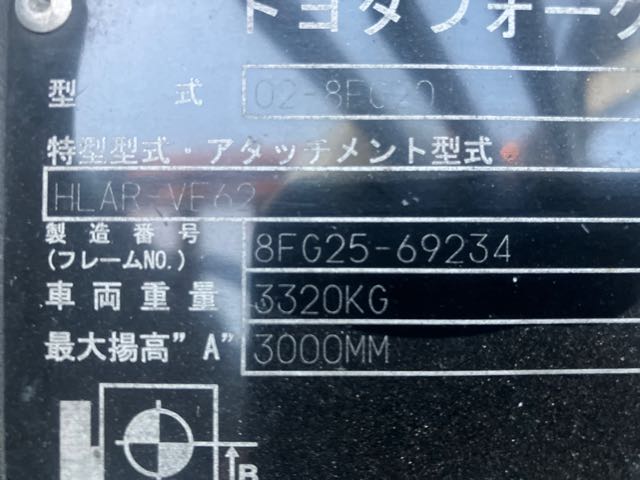 トヨタフォーク
型 式 02-8FG20
特型型式・アタッチメント型式
HLAR-VE62
製造番号 8FG25-69234
(フレームNO.)
車両重量 3320KG
最大揚高"A" 3000MM
B